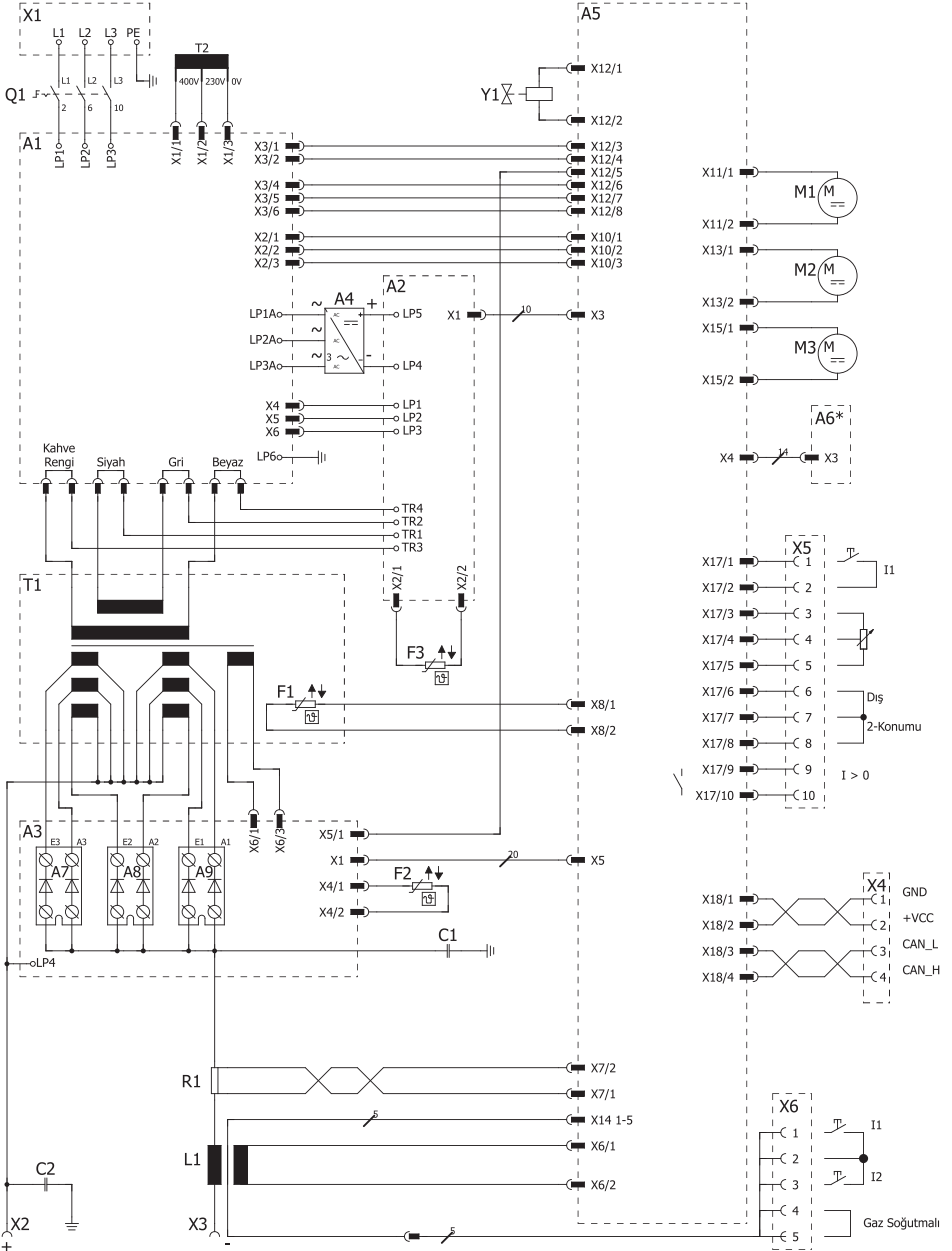 X1
L1 L2 L3 PE
T2
400V 230V 0V
Q1
L1 L2 L3
2 6 10
A1
LP1 LP2 LP3
X1/1 X1/2 X1/3
X3/1
X3/2
X3/4
X3/5
X3/6
X2/1
X2/2
X2/3
A5
Y1
X12/1
X12/2
X12/3
X12/4
X12/5
X12/6
X12/7
X12/8
X10/1
X10/2
X10/3
X11/1
M1 M
X11/2
X13/1
M2 M
X13/2
X15/1
M3 M
X15/2
A2
A4
~ +
LP1A AC + LP5
LP2A ~ AC
LP3A ~ 3 ~ AC - - LP4
X1 10 X3
X4 LP1
X5 LP2
X6 LP3
LP6
A6*
X4 14 X3
Kahve
Rengi Siyah Gri Beyaz
TR4
TR2
TR1
TR3
X2/1 X2/2
T1
F3
ϑ
F1
ϑ
X8/1
X8/2
X5
X17/1 1
I1
X17/2 2
X17/3 3
X17/4 4
X17/5 5
X17/6 6
Dış
X17/7 7
2-Konumu
X17/8 8
X17/9 9
I > 0
X17/10 10
A3
X6/1 X6/3
X5/1
E3 A3 E2 A2 E1 A1
A7 A8 A9
X1 20 X5
X4/1 F2
ϑ
X4/2
C1
LP4
X4
X18/1 1 GND
X18/2 2 +VCC
X18/3 3 CAN_L
X18/4 4 CAN_H
R1
X7/2
X7/1
5 X14 1-5
L1
X6/1
X6/2
X6
1 I1
2
3 I2
4
Gaz Soğutmalı
5
C2
X2
+
X3
-
5